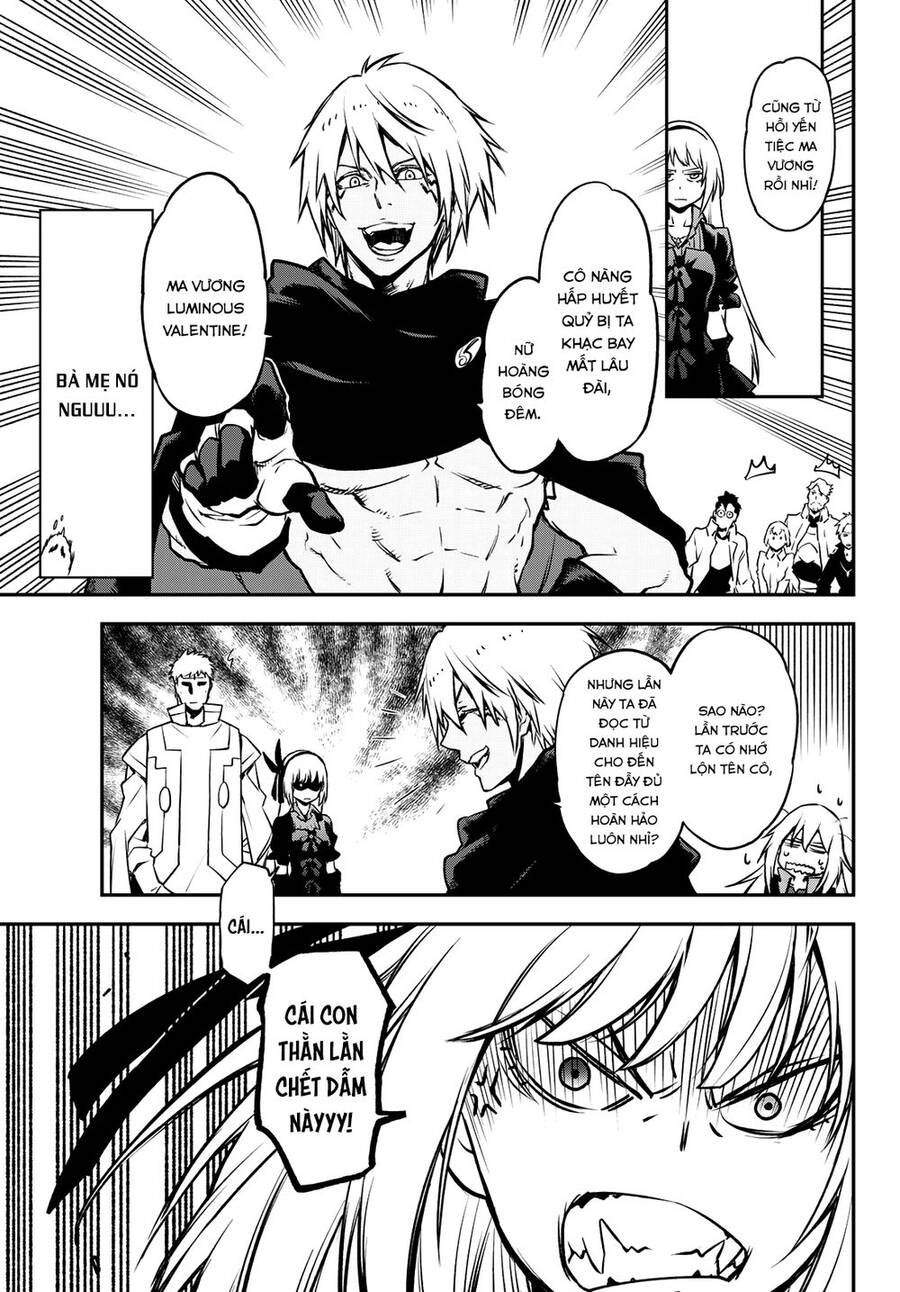 CŨNG TỪ
HỒI YẾN
TIỆC MA
VƯƠNG
RỒI NHỈ!
CÔ NÀNG
HẤP HUYẾT
QUỶ BỊ TA
KHẠC BAY
MẤT LÂU
ĐÀI,
NỮ
HOÀNG
BÓNG
ĐÊM.
MA VƯƠNG
LUMINOUS
VALENTINE!
BÀ MẸ NÓ
NGUUU...
SAO NÀO?
LẦN TRƯỚC
TA CÓ NHỚ
LỘN TÊN CÔ,
NHƯNG LẦN
NÀY TA ĐÃ
ĐỌC TỪ
DANH HIỆU
CHO ĐẾN
TÊN ĐẦY ĐỦ
MỘT CÁCH
HOÀN HẢO
LUÔN NHỈ?
CÁI...
CÁI CON
THẰN LẰN
CHẾT DẪM
NÀYYY!